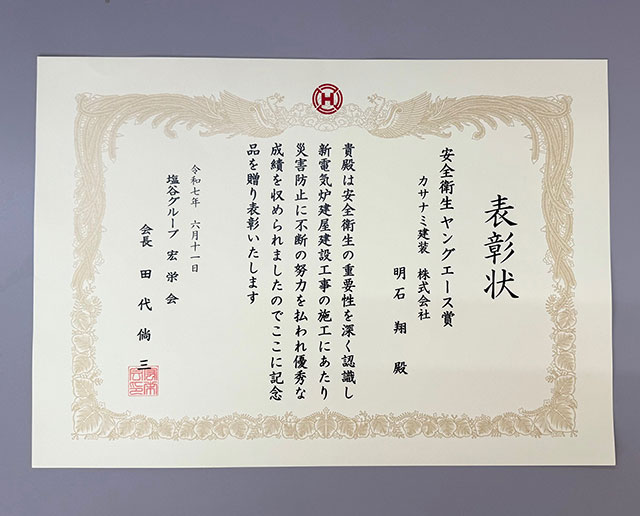 表彰状
安全衛生ヤングエース賞
カサナミ建装 株式会社
明石 翔 殿
貴殿は安全衛生の重要性を深く認識し
新電気炉建屋建設工事の施工にあたり
災害防止に不断の努力を払われ優秀な
成績を収められましたのでここに記念
品を贈り表彰いたします
令和七年 六月十一日
塩谷グループ 宏栄会
会長 田代倘三
H